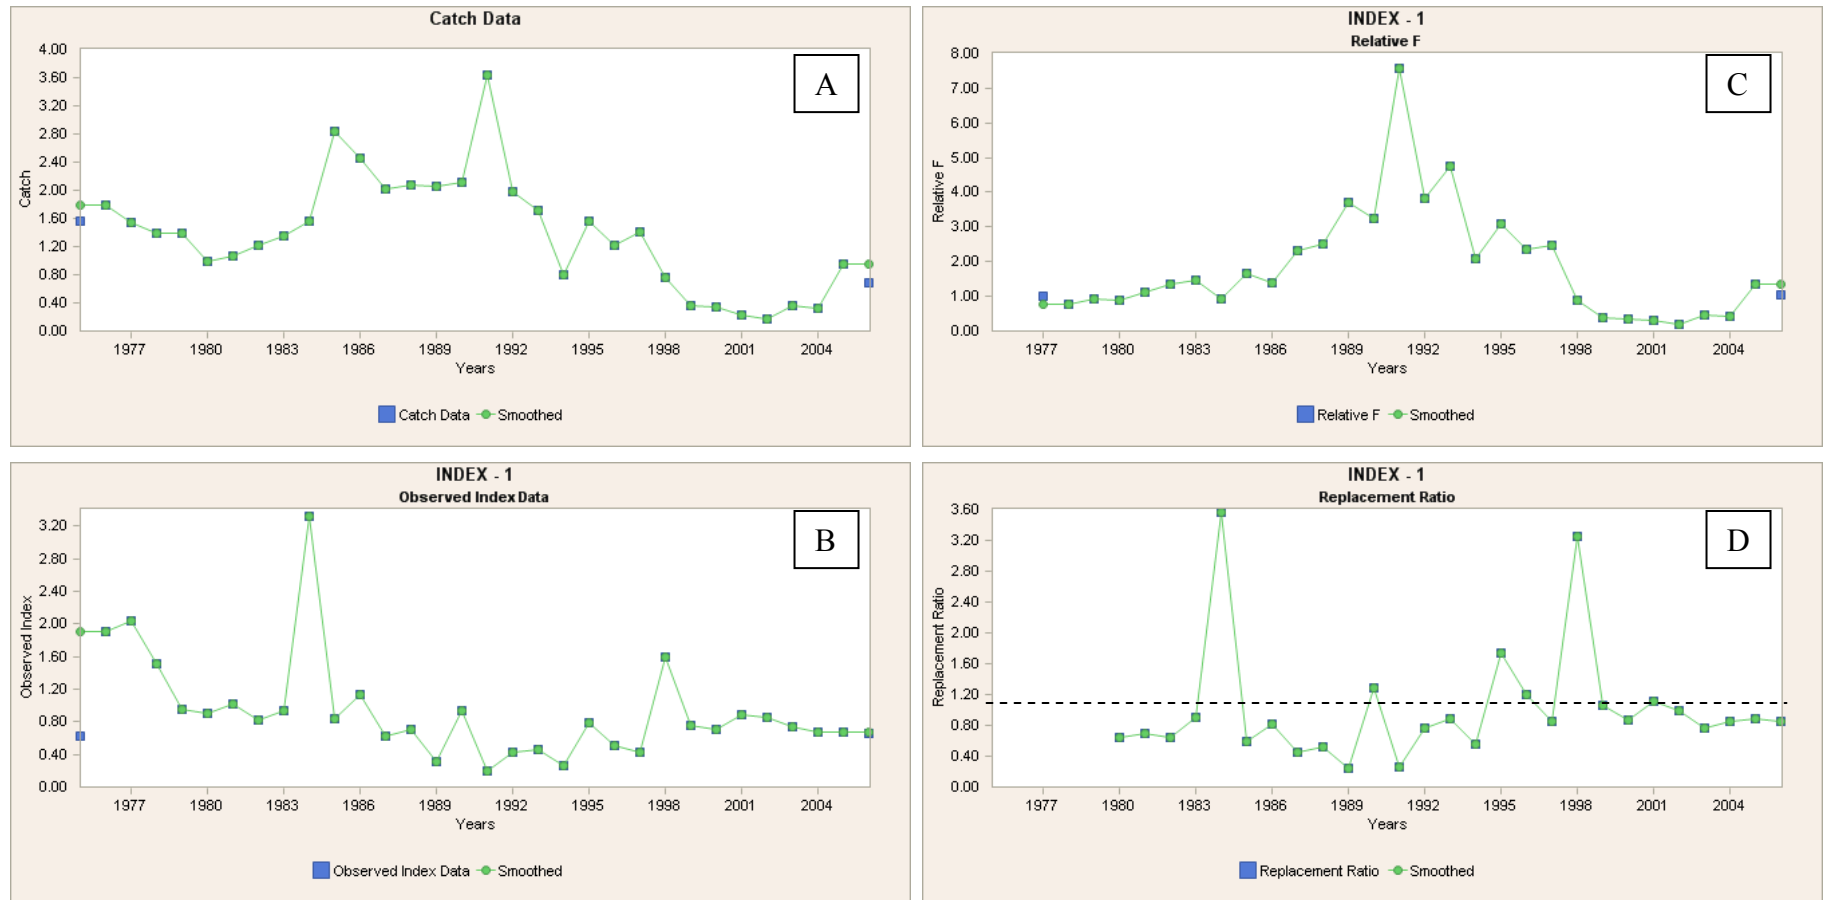 Catch Data
A
4.00
3.60
3.20
2.80
2.40
2.00
1.60
1.20
0.80
0.40
0.00
Catch
1977 1980 1983 1986 1989 1992 1995 1998 2001 2004
Years
Catch Data Smoothed
INDEX - 1
Relative F
C
8.00
7.00
6.00
5.00
4.00
3.00
2.00
1.00
0.00
Relative F
1977 1980 1983 1986 1989 1992 1995 1998 2001 2004
Years
Relative F Smoothed
INDEX - 1
Observed Index Data
B
3.20
2.80
2.40
2.00
1.60
1.20
0.80
0.40
0.00
Observed Index
1977 1980 1983 1986 1989 1992 1995 1998 2001 2004
Years
Observed Index Data Smoothed
INDEX - 1
Replacement Ratio
D
3.60
3.20
2.80
2.40
2.00
1.60
1.20
0.80
0.40
0.00
Replacement Ratio
1977 1980 1983 1986 1989 1992 1995 1998 2001 2004
Years
Replacement Ratio Smoothed